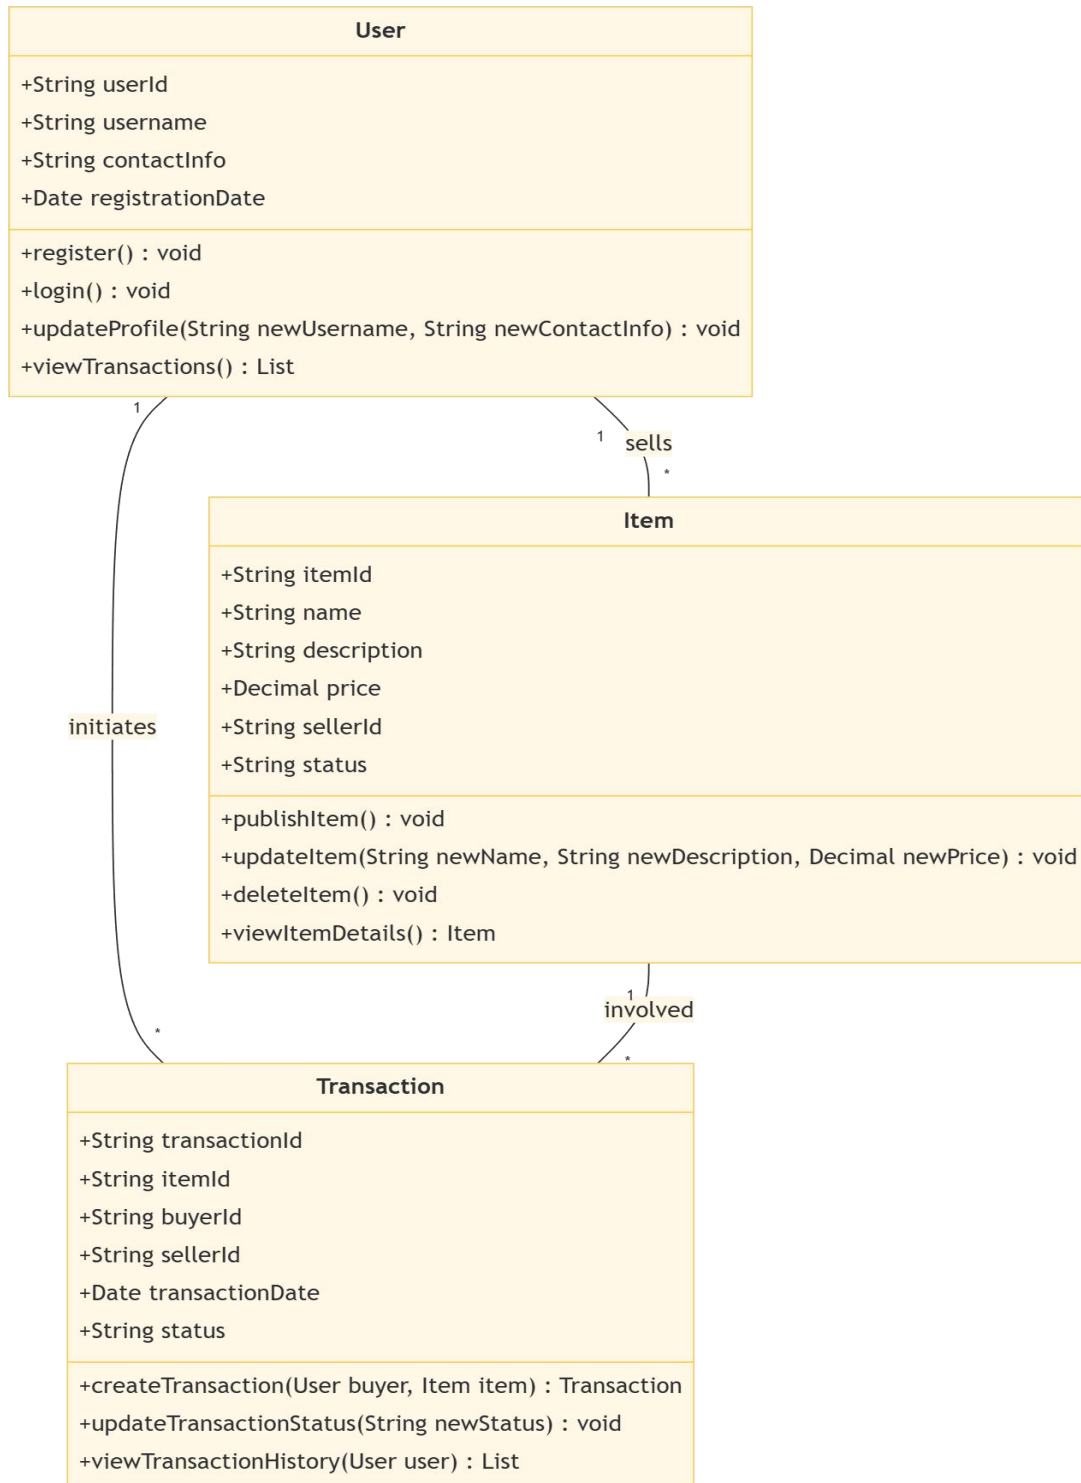 User
+String userId
+String username
+String contactInfo
+Date registrationDate
+register() : void
+login() : void
+updateProfile(String newUsername, String newContactInfo) : void
+viewTransactions() : List
1
1
sells
*
Item
+String itemId
+String name
+String description
+Decimal price
+String sellerId
+String status
+publishItem() : void
+updateItem(String newName, String newDescription, Decimal newPrice) : void
+deleteItem() : void
+viewItemDetails() : Item
initiates
1
involved
*
*
Transaction
+String transactionId
+String itemId
+String buyerId
+String sellerId
+Date transactionDate
+String status
+createTransaction(User buyer, Item item) : Transaction
+updateTransactionStatus(String newStatus) : void
+viewTransactionHistory(User user) : List